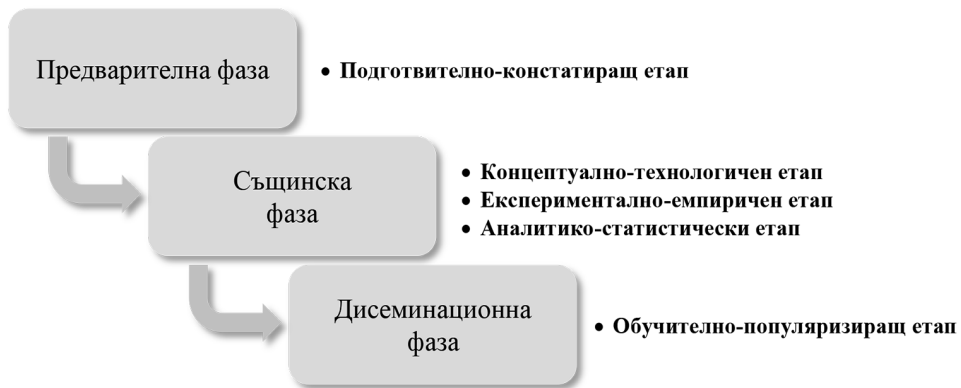 Предварителна фаза
• Подготвително-констатиращ етап
Същинска
фаза
• Концептуално-технологичен етап
• Експериментално-емпиричен етап
• Аналитико-статистически етап
Дисеминационна
фаза
• Обучително-популяризиращ етап